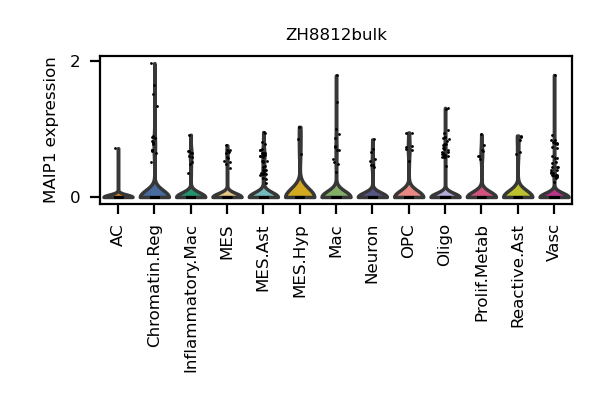 ZH8812bulk
MAIP1 expression
2
0
AC
Chromatin.Reg
Inflammatory.Mac
MES
MES.Ast
MES.Hyp
Mac
Neuron
OPC
Oligo
Prolif.Metab
Reactive.Ast
Vasc